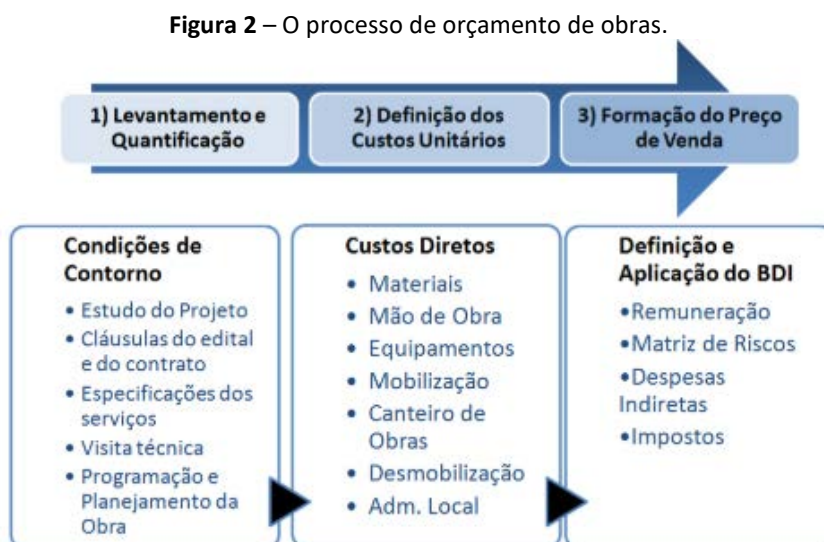 Figura 2 – O processo de orçamento de obras.
1) Levantamento e
Quantificação
2) Definição dos
Custos Unitários
3) Formação do Preço
de Venda
Condições de
Contorno
• Estudo do Projeto
• Cláusulas do edital
e do contrato
• Especificações dos
serviços
• Visita técnica
• Programação e
Planejamento da
Obra
Custos Diretos
• Materiais
• Mão de Obra
• Equipamentos
• Mobilização
• Canteiro de
Obras
• Desmobilização
• Adm. Local
Definição e
Aplicação do BDI
•Remuneração
•Matriz de Riscos
•Despesas
Indiretas
•Impostos